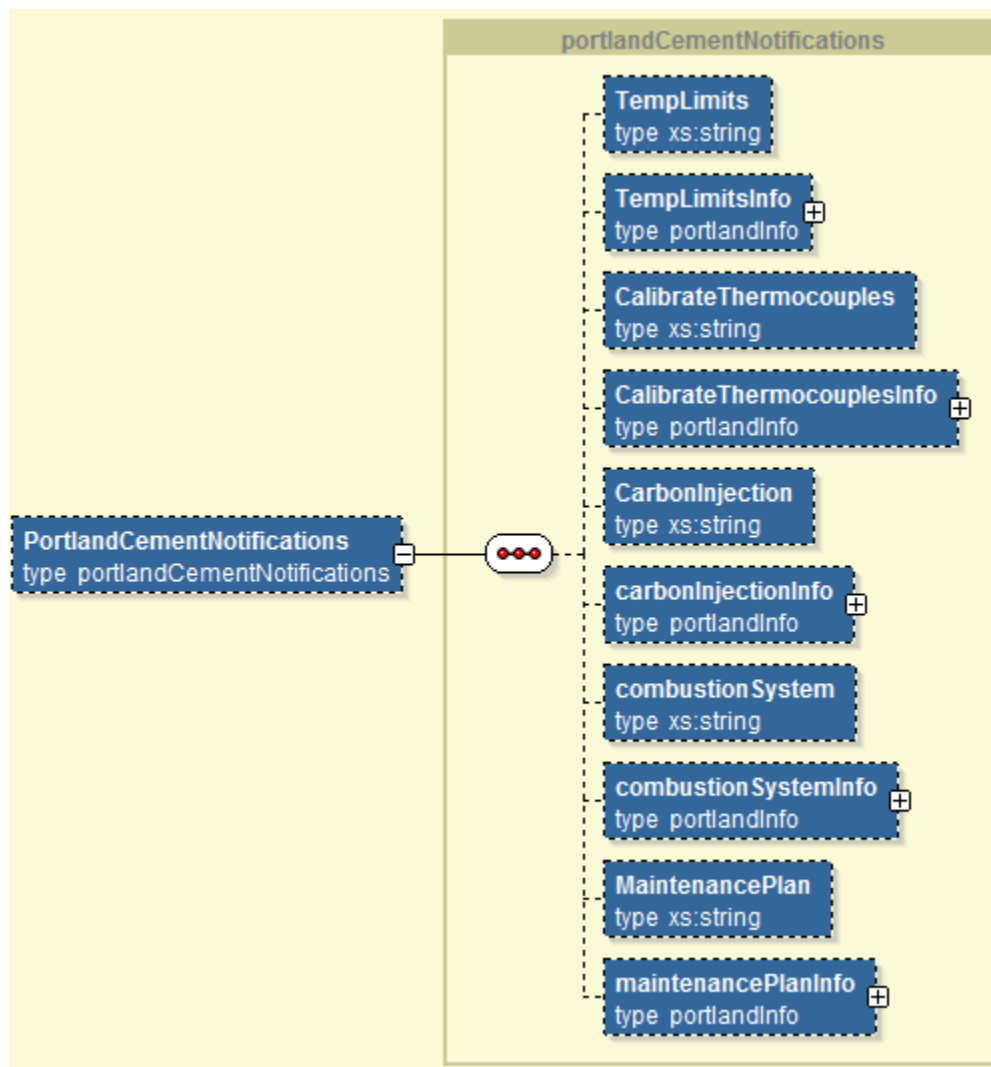 portlandCementNotifications
TempLimits
type xs:string
TempLimitsInfo
type portlandInfo
CalibrateThermocouples
type xs:string
CalibrateThermocouplesInfo
type portlandInfo
CarbonInjection
type xs:string
PortlandCementNotifications
type portlandCementNotifications
carbonInjectionInfo
type portlandInfo
combustionSystem
type xs:string
combustionSystemInfo
type portlandInfo
MaintenancePlan
type xs:string
maintenancePlanInfo
type portlandInfo